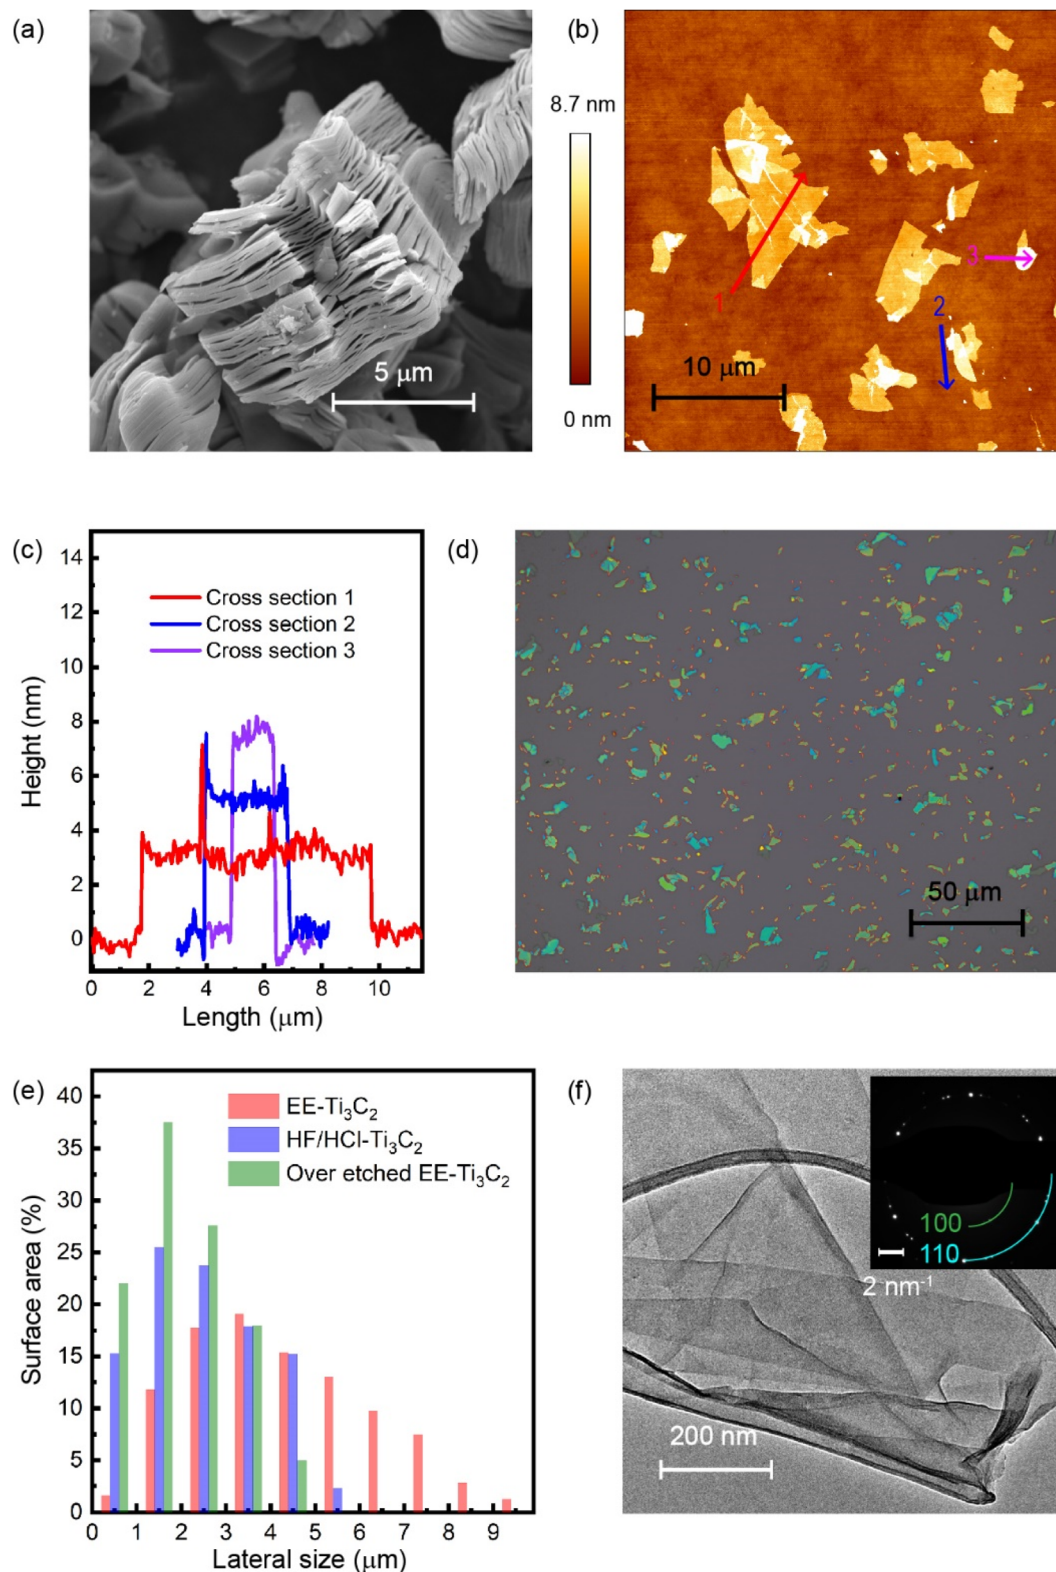 (a)
5 μm
(b)
8.7 nm
0 nm
1
2
3
10 μm
(c)
Height (nm)
14
12
10
8
6
4
2
0
Cross section 1
Cross section 2
Cross section 3
0 2 4 6 8 10
Length (μm)
(d)
50 μm
(e)
Surface area (%)
40
35
30
25
20
15
10
5
0
EE-Ti₃C₂
HF/HCl-Ti₃C₂
Over etched EE-Ti₃C₂
0 1 2 3 4 5 6 7 8 9
Lateral size (μm)
(f)
100
110
2 nm⁻¹
200 nm